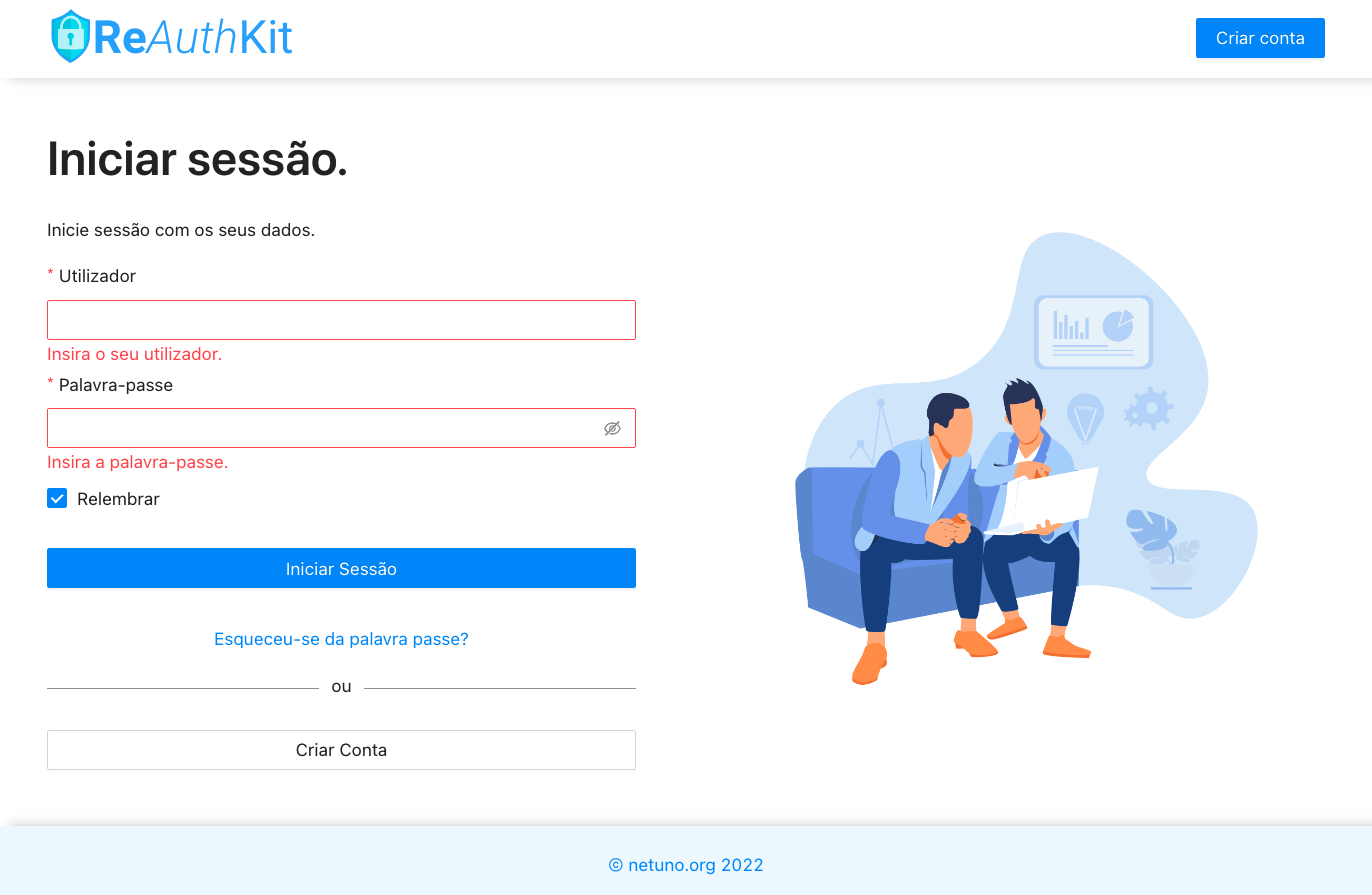 ReAuthKit
Criar conta
Iniciar sessão.
Inicie sessão com os seus dados.
* Utilizador
Insira o seu utilizador.
* Palavra-passe
Insira a palavra-passe.
Relembrar
Iniciar Sessão
Esqueceu-se da palavra passe?
ou
Criar Conta
© netuno.org 2022